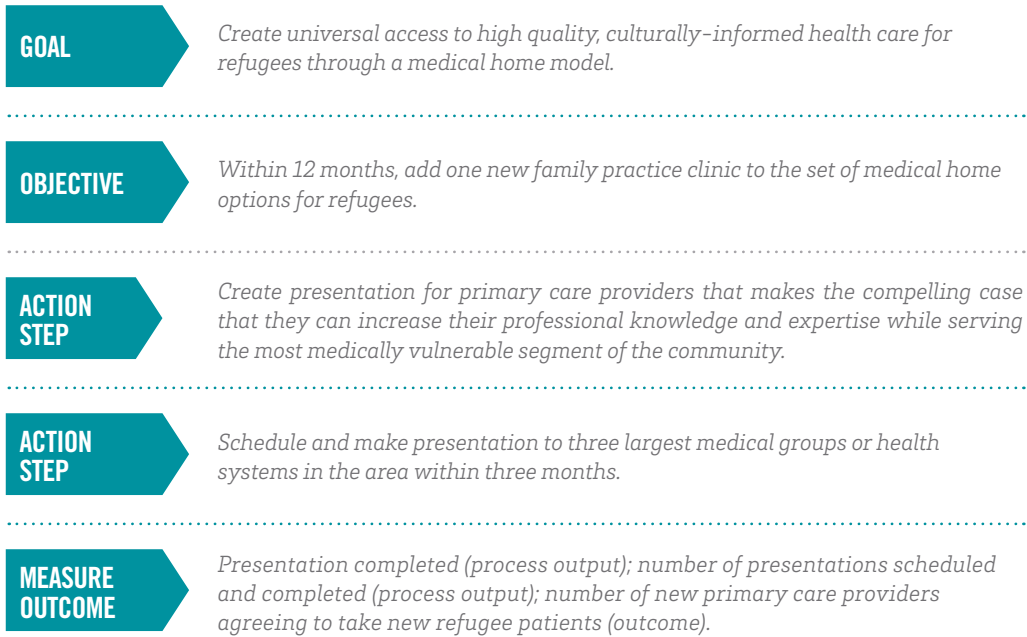 GOAL
Create universal access to high quality, culturally-informed health care for
refugees through a medical home model.
OBJECTIVE
Within 12 months, add one new family practice clinic to the set of medical home
options for refugees.
ACTION
STEP
Create presentation for primary care providers that makes the compelling case
that they can increase their professional knowledge and expertise while serving
the most medically vulnerable segment of the community.
ACTION
STEP
Schedule and make presentation to three largest medical groups or health
systems in the area within three months.
MEASURE
OUTCOME
Presentation completed (process output); number of presentations scheduled
and completed (process output); number of new primary care providers
agreeing to take new refugee patients (outcome).